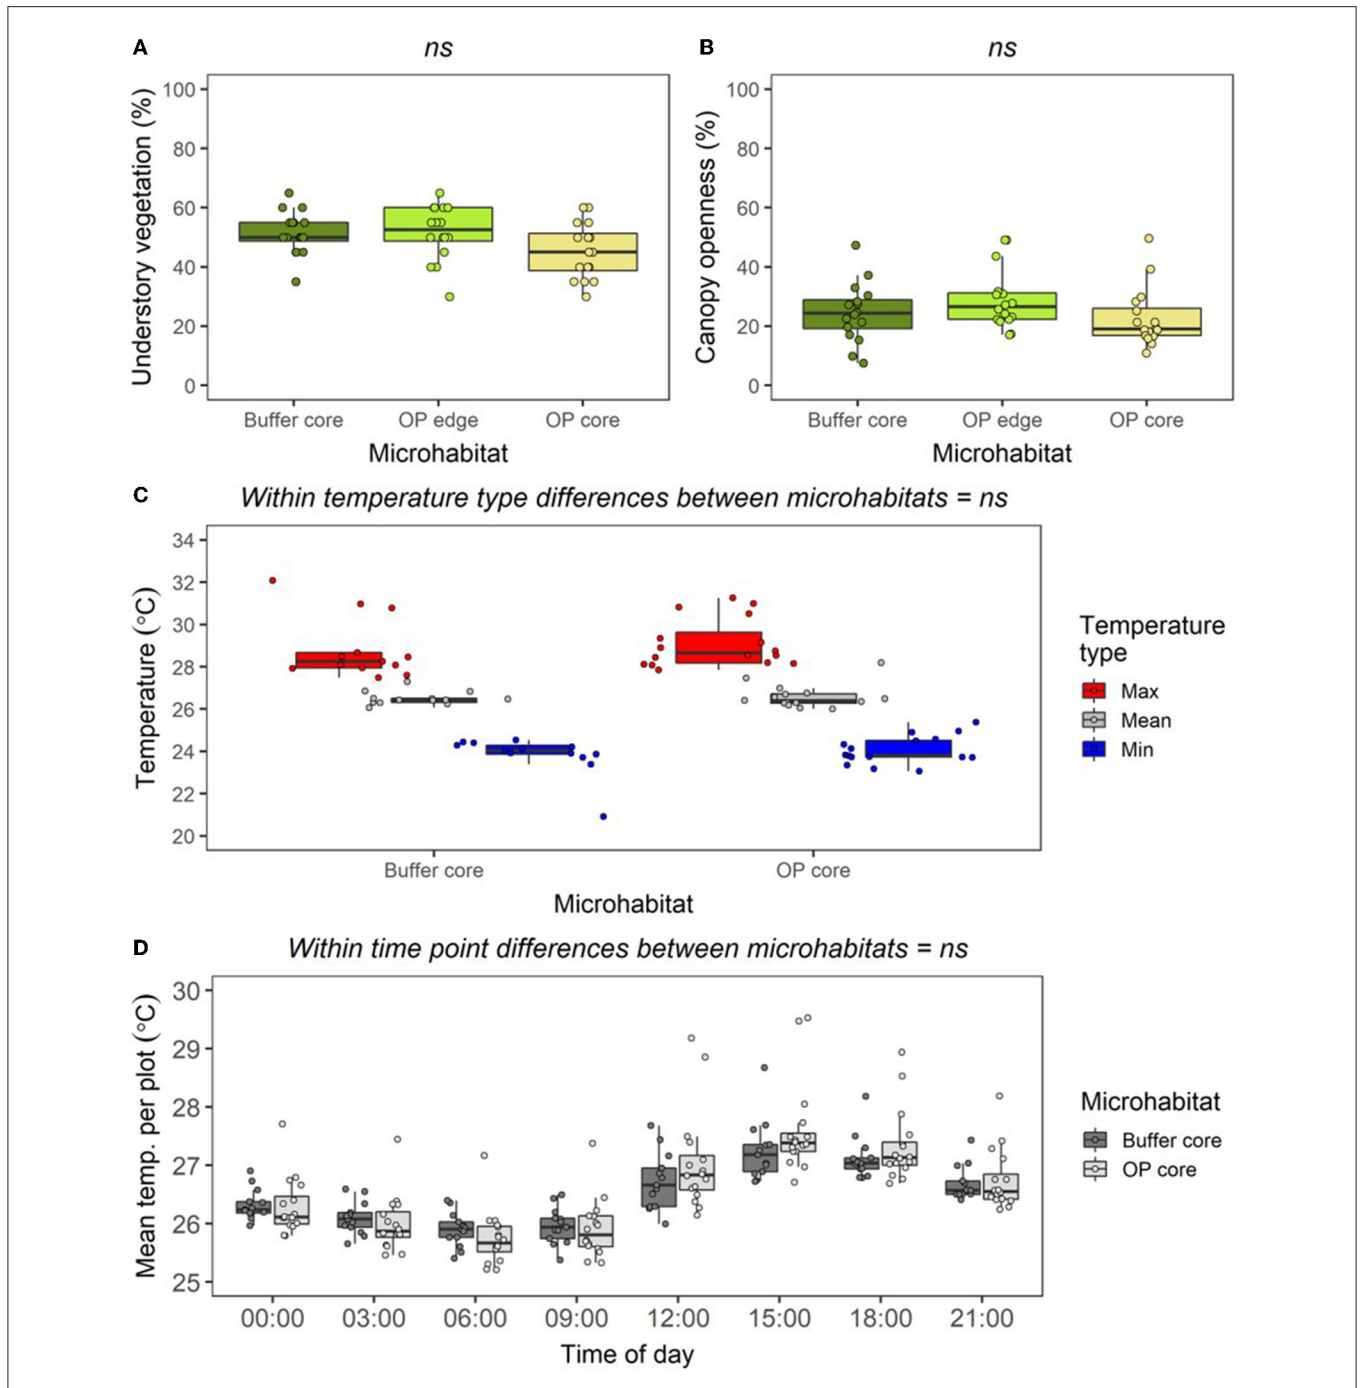 A
ns
Understory vegetation (%)
100
80
60
40
20
0
Buffer core
OP edge
OP core
Microhabitat
B
ns
Canopy openness (%)
100
80
60
40
20
0
Buffer core
OP edge
OP core
Microhabitat
C
Within temperature type differences between microhabitats = ns
Temperature (°C)
34
32
30
28
26
24
22
20
Buffer core
OP core
Microhabitat
Temperature
type
Max
Mean
Min
D
Within time point differences between microhabitats = ns
Mean temp. per plot (°C)
30
29
28
27
26
25
00:00
03:00
06:00
09:00
12:00
15:00
18:00
21:00
Time of day
Microhabitat
Buffer core
OP core